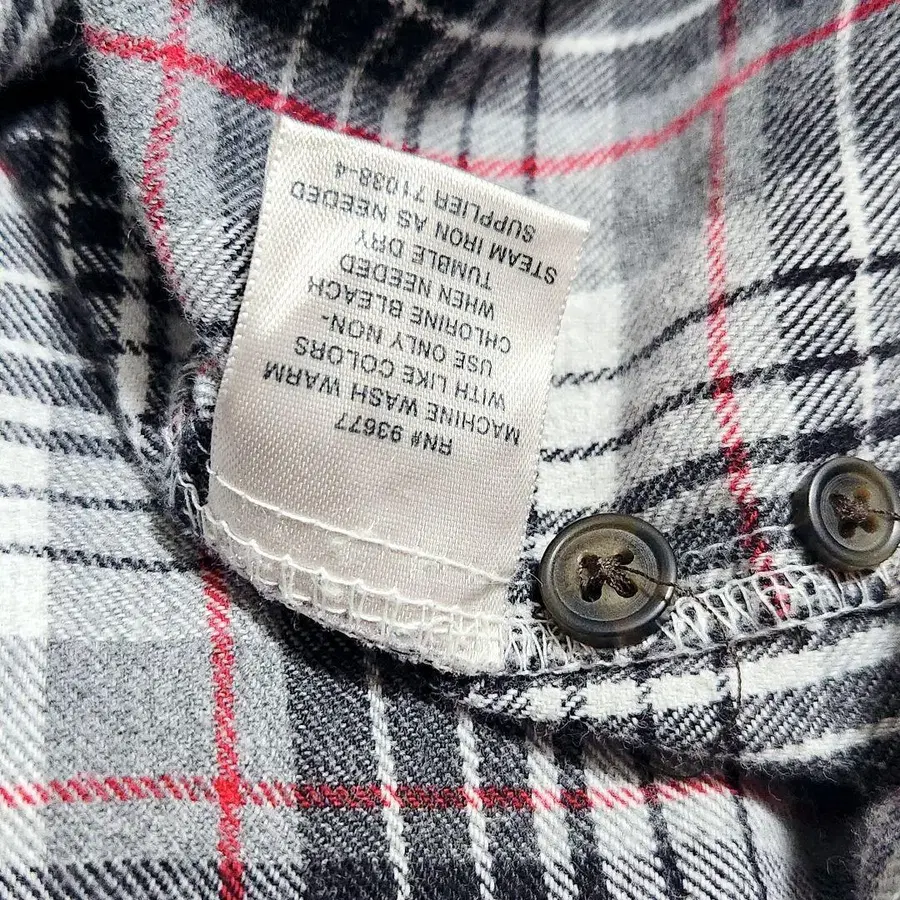 RN# 93677
MACHINE WASH WARM
WITH LIKE COLORS
USE ONLY NON-
CHLORINE BLEACH
WHEN NEEDED
TUMBLE DRY
STEAM IRON AS NEEDED
SUPPLIER 71038-4